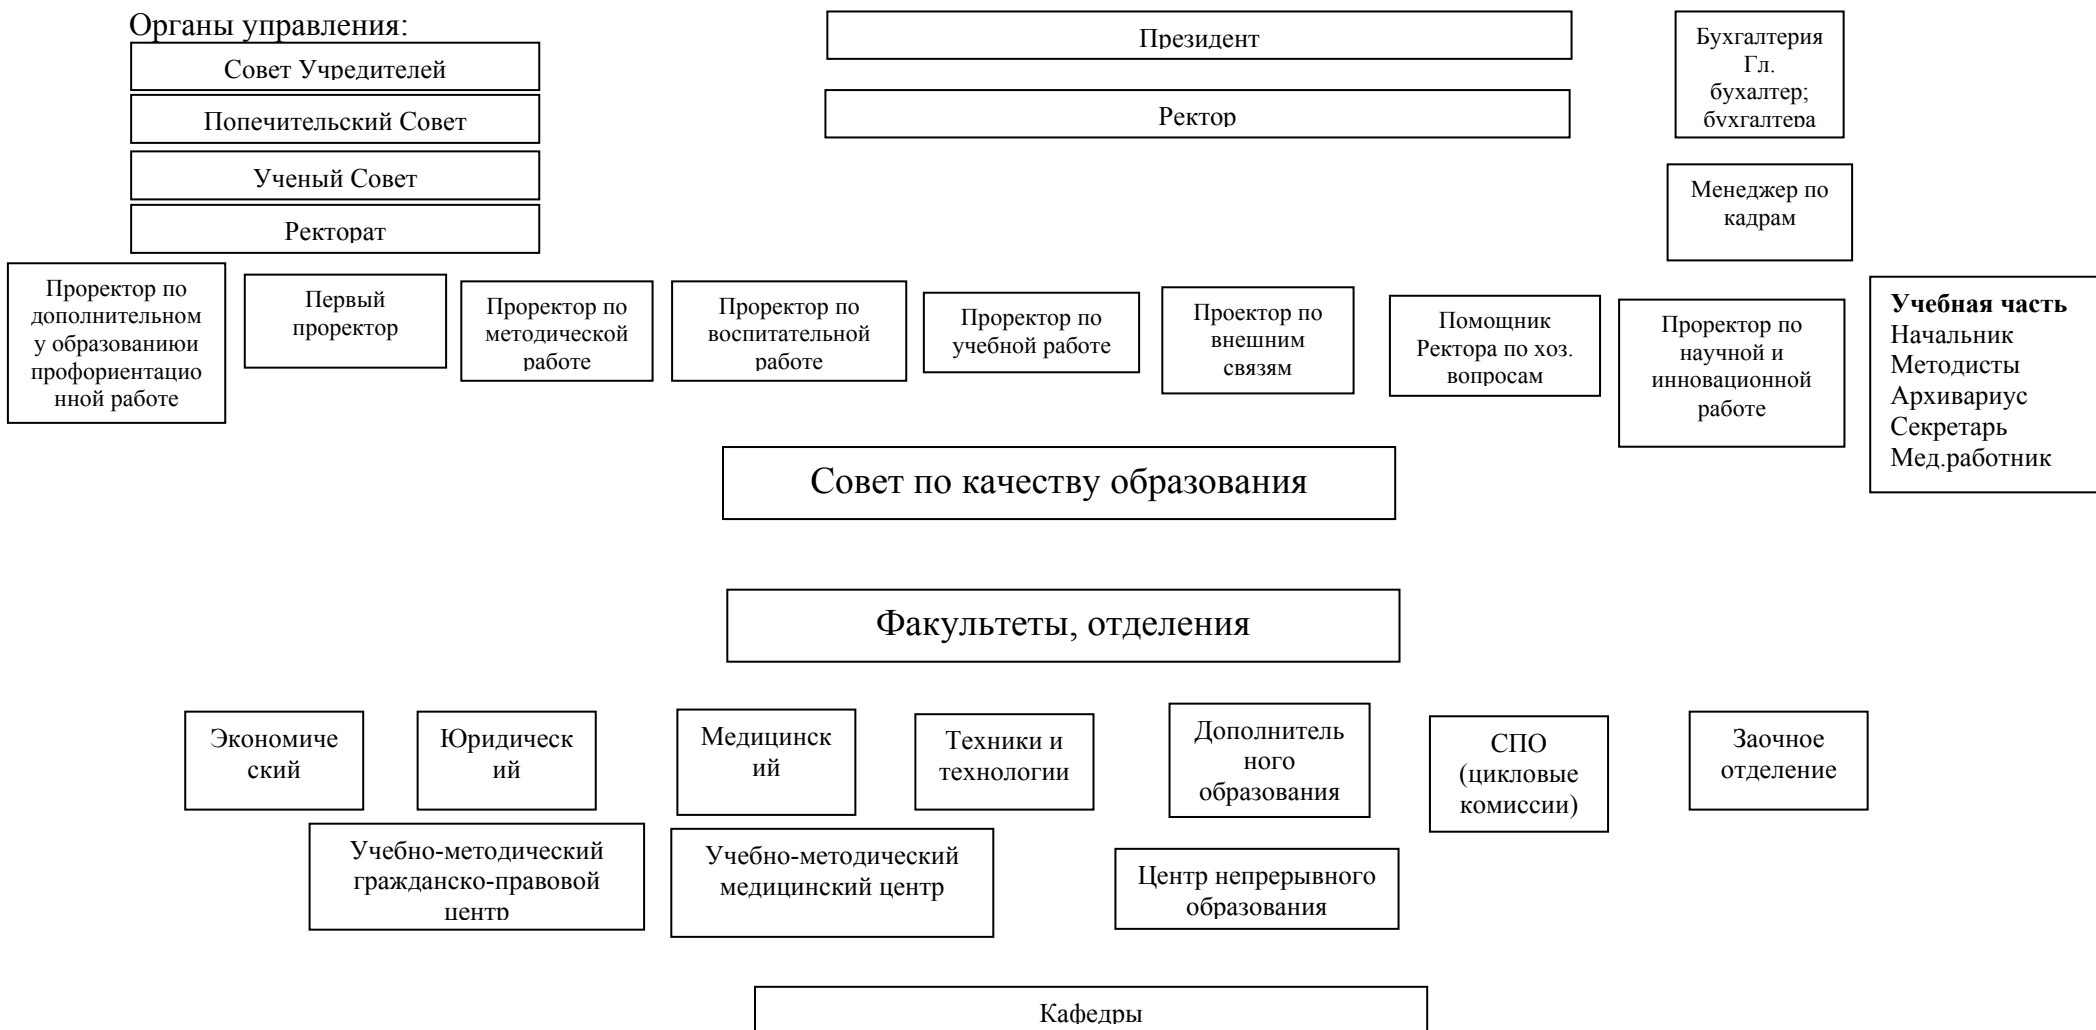 Органы управления:
Совет Учредителей
Попечительский Совет
Ученый Совет
Ректорат
Президент
Ректор
Бухгалтерия
Гл.
бухалтер;
бухгалтера
Менеджер по
кадрам
Проректор по
дополнительном
у образованиюи
профориентацио
нной работе
Первый
проректор
Проректор по
методической
работе
Проректор по
воспитательной
работе
Проректор по
учебной работе
Проектор по
внешним
связям
Помощник
Ректора по хоз.
вопросам
Проректор по
научной и
инновационной
работе
Учебная часть
Начальник
Методисты
Архивариус
Секретарь
Мед.работник
Совет по качеству образования
Факультеты, отделения
Экономиче
ский
Юридическ
ий
Медицинск
ий
Техники и
технологии
Дополнитель
ного
образования
СПО
(цикловые
комиссии)
Заочное
отделение
Учебно-методический
гражданско-правовой
центр
Учебно-методический
медицинский центр
Центр непрерывного
образования
Кафедры